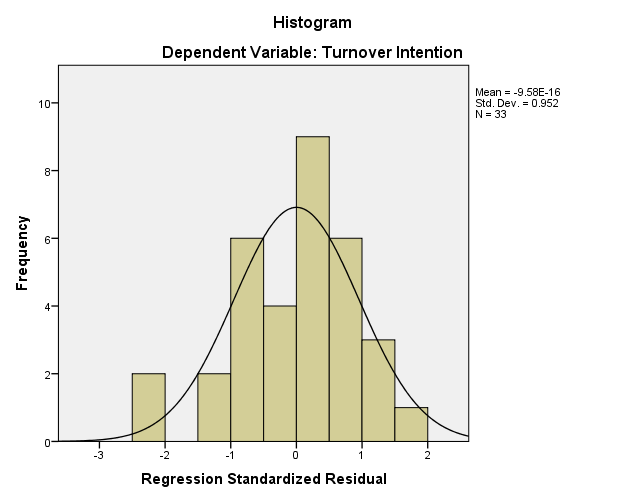 Histogram
Dependent Variable: Turnover Intention
Mean = -9.58E-16
Std. Dev. = 0.952
N = 33
Frequency
10
8
6
4
2
0
-3 -2 -1 0 1 2
Regression Standardized Residual